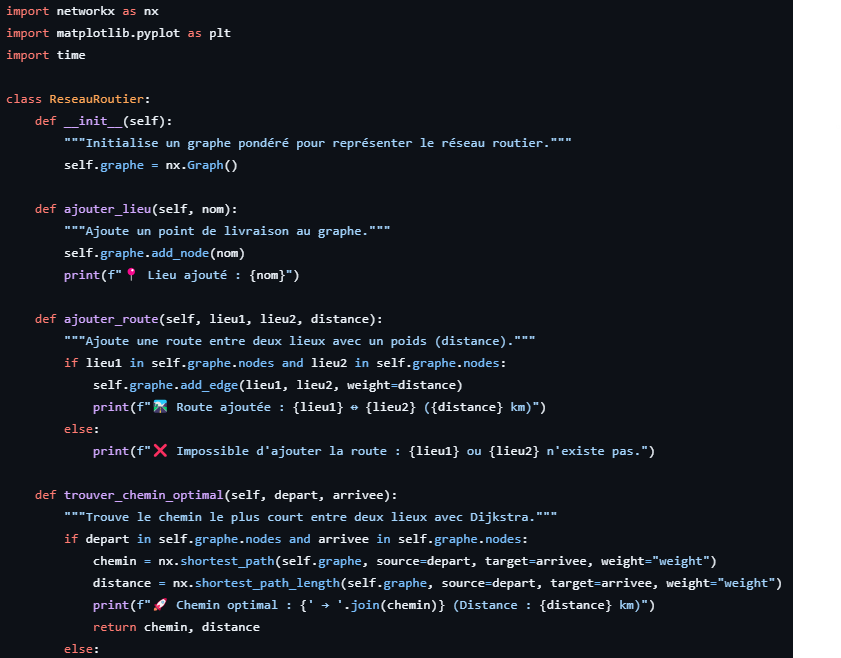 import networkx as nx
import matplotlib.pyplot as plt
import time

class ReseauRoutier:
    def __init__(self):
        """Initialise un graphe pondéré pour représenter le réseau routier."""
        self.graphe = nx.Graph()

    def ajouter_lieu(self, nom):
        """Ajoute un point de livraison au graphe."""
        self.graphe.add_node(nom)
        print(f"📍 Lieu ajouté : {nom}")

    def ajouter_route(self, lieu1, lieu2, distance):
        """Ajoute une route entre deux lieux avec un poids (distance)."""
        if lieu1 in self.graphe.nodes and lieu2 in self.graphe.nodes:
            self.graphe.add_edge(lieu1, lieu2, weight=distance)
            print(f"🛣️ Route ajoutée : {lieu1} ↔ {lieu2} ({distance} km)")
        else:
            print(f"❌ Impossible d'ajouter la route : {lieu1} ou {lieu2} n'existe pas.")

    def trouver_chemin_optimal(self, depart, arrivee):
        """Trouve le chemin le plus court entre deux lieux avec Dijkstra."""
        if depart in self.graphe.nodes and arrivee in self.graphe.nodes:
            chemin = nx.shortest_path(self.graphe, source=depart, target=arrivee, weight="weight")
            distance = nx.shortest_path_length(self.graphe, source=depart, target=arrivee, weight="weight")
            print(f"🚀 Chemin optimal : {' → '.join(chemin)} (Distance : {distance} km)")
            return chemin, distance
        else: